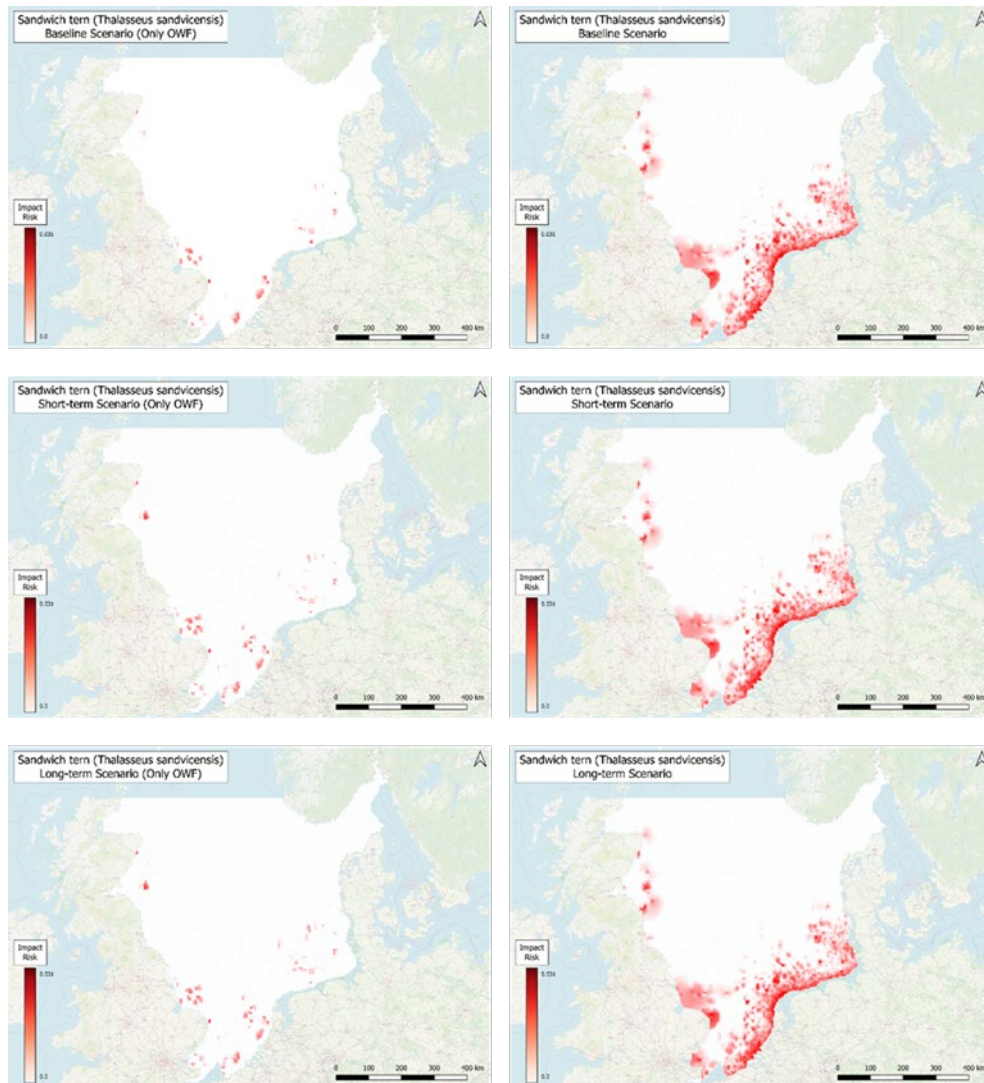 Sandwich tern (Thalasseus sandvicensis)
Baseline Scenario (Only OWF)
Impact
Risk
0.0
0 100 200 300 400 km
Sandwich tern (Thalasseus sandvicensis)
Baseline Scenario
Impact
Risk
0.0
0 100 200 300 400 km
Sandwich tern (Thalasseus sandvicensis)
Short-term Scenario (Only OWF)
Impact
Risk
0 100 200 300 400 km
Sandwich tern (Thalasseus sandvicensis)
Short-term Scenario
Impact
Risk
0 100 200 300 400 km
Sandwich tern (Thalasseus sandvicensis)
Long-term Scenario (Only OWF)
Impact
Risk
0 100 200 300 400 km
Sandwich tern (Thalasseus sandvicensis)
Long-term Scenario
Impact
Risk
0 100 200 300 400 km